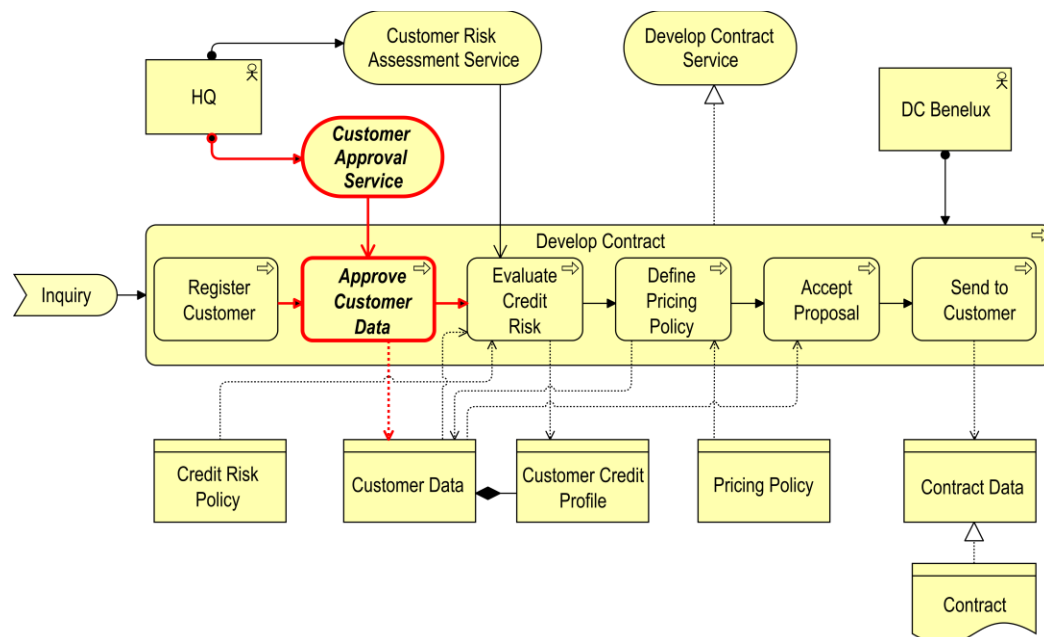 Customer Risk
Assessment Service
Develop Contract
Service
HQ
DC Benelux
Customer
Approval
Service
Develop Contract
Inquiry
Register
Customer
Approve
Customer
Data
Evaluate
Credit
Risk
Define
Pricing
Policy
Accept
Proposal
Send to
Customer
Credit Risk
Policy
Customer Data
Customer Credit
Profile
Pricing Policy
Contract Data
Contract